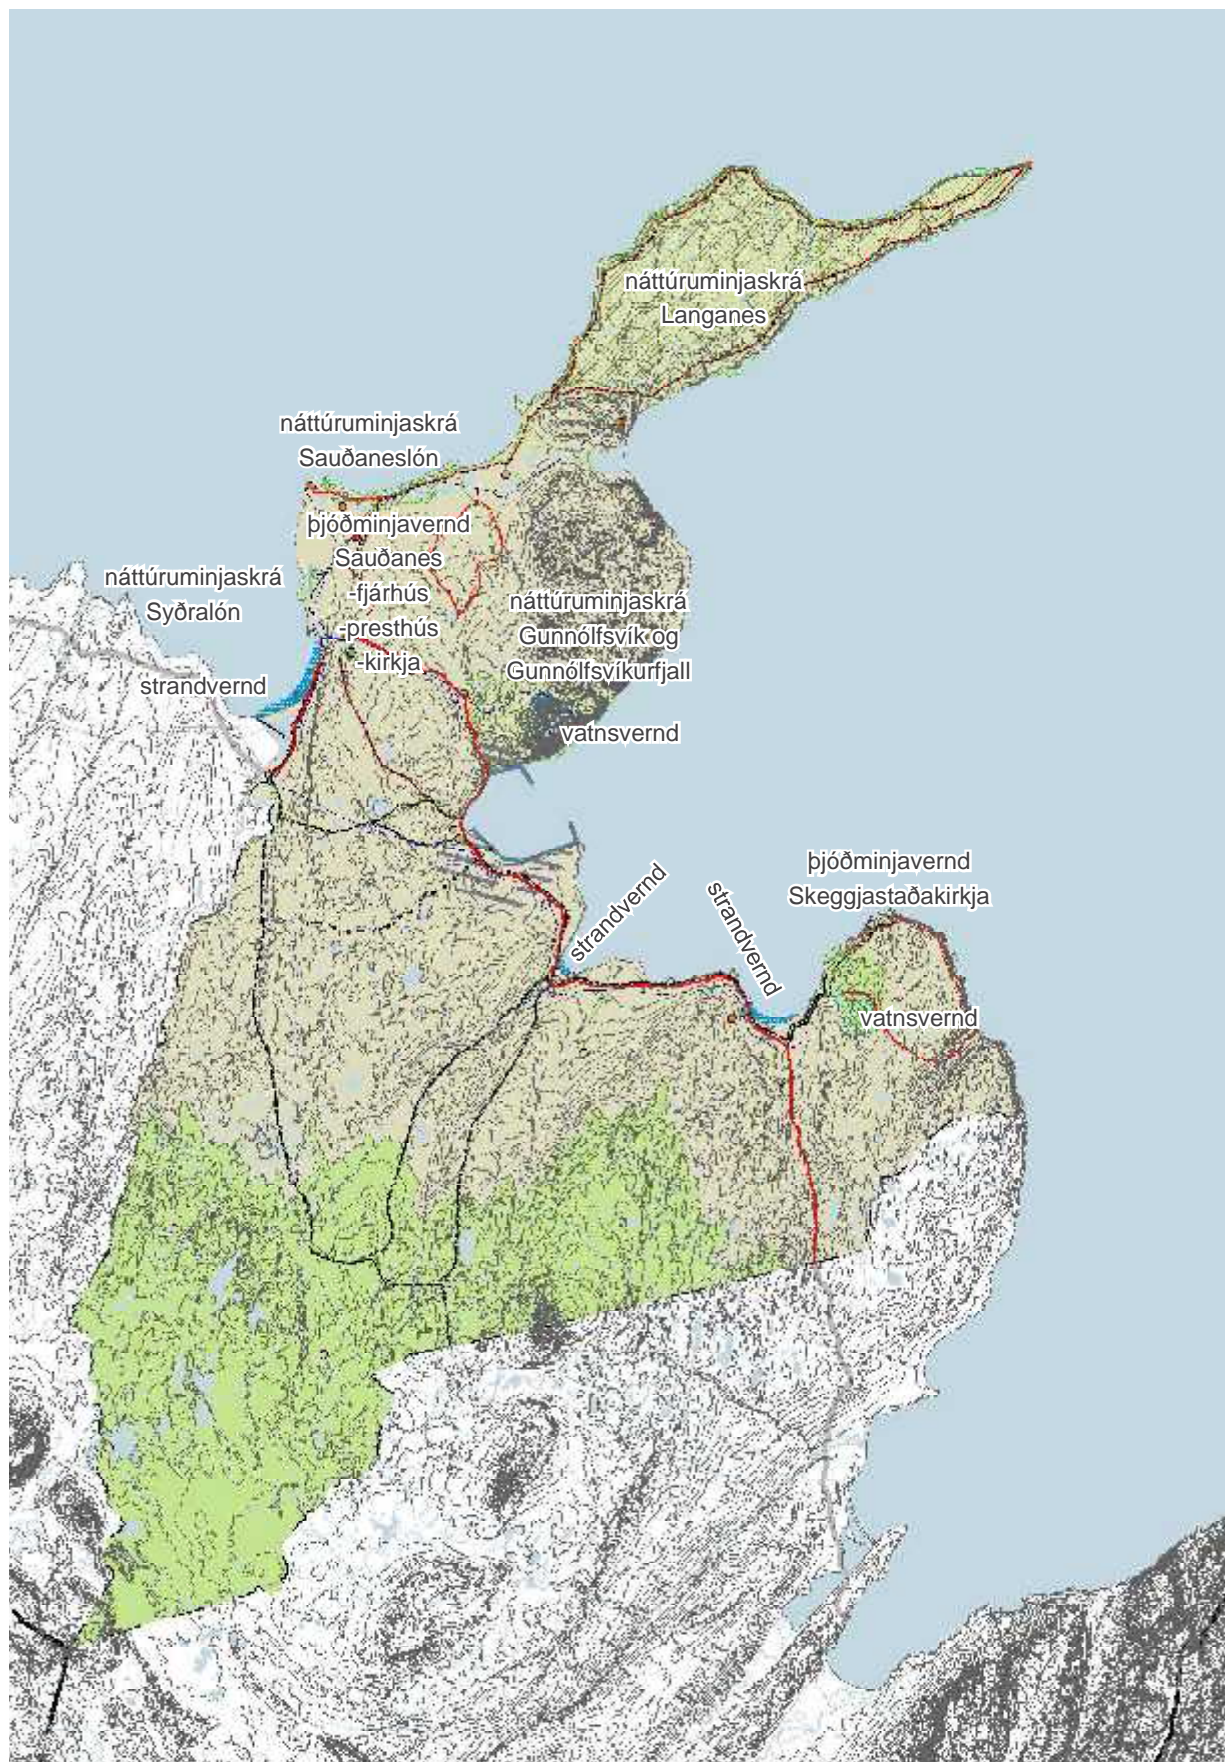 náttúruminjaskrá
Langanes
náttúruminjaskrá
Sauðaneslón
þjóðminjavernd
Sauðanes
-fjárhús
-presthús
-kirkja
náttúruminjaskrá
Syðralón
náttúruminjaskrá
Gunnólfsvík og
Gunnólfsvíkurfjall
strandvernd
vatnsvernd
þjóðminjavernd
Skeggjastaðakirkja
strandvernd
strandvernd
vatnsvernd